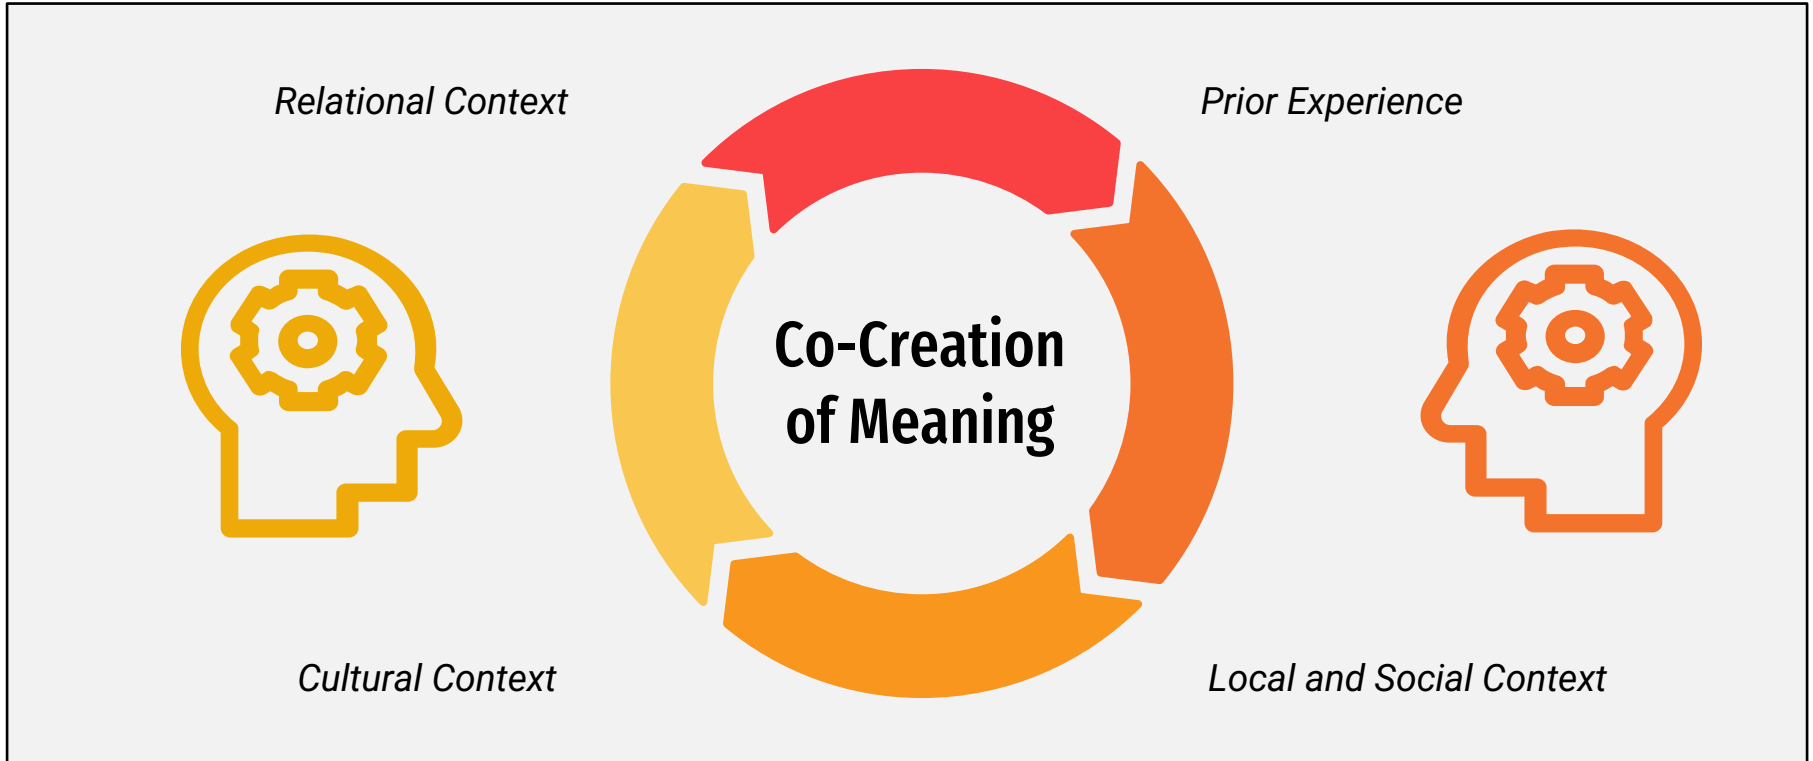 Relational Context
Prior Experience
Co-Creation
of Meaning
Cultural Context
Local and Social Context